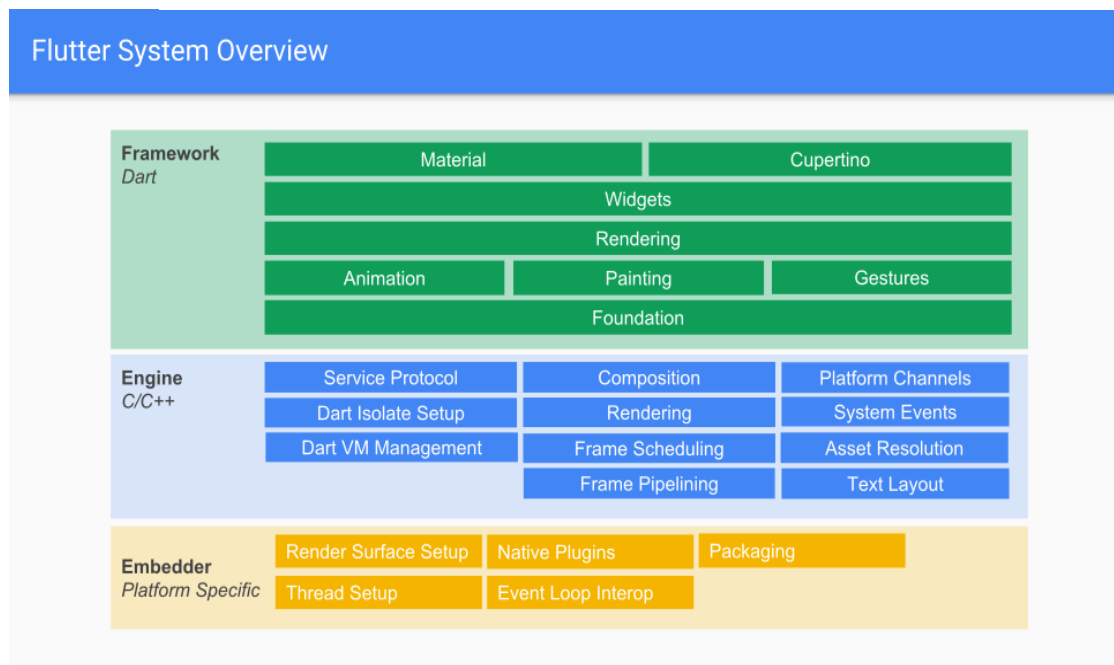 Flutter System Overview
Framework
Dart
Material
Cupertino
Widgets
Rendering
Animation
Painting
Gestures
Foundation
Engine
C/C++
Service Protocol
Composition
Platform Channels
Dart Isolate Setup
Rendering
System Events
Dart VM Management
Frame Scheduling
Asset Resolution
Frame Pipelining
Text Layout
Embedder
Platform Specific
Render Surface Setup
Native Plugins
Packaging
Thread Setup
Event Loop Interop